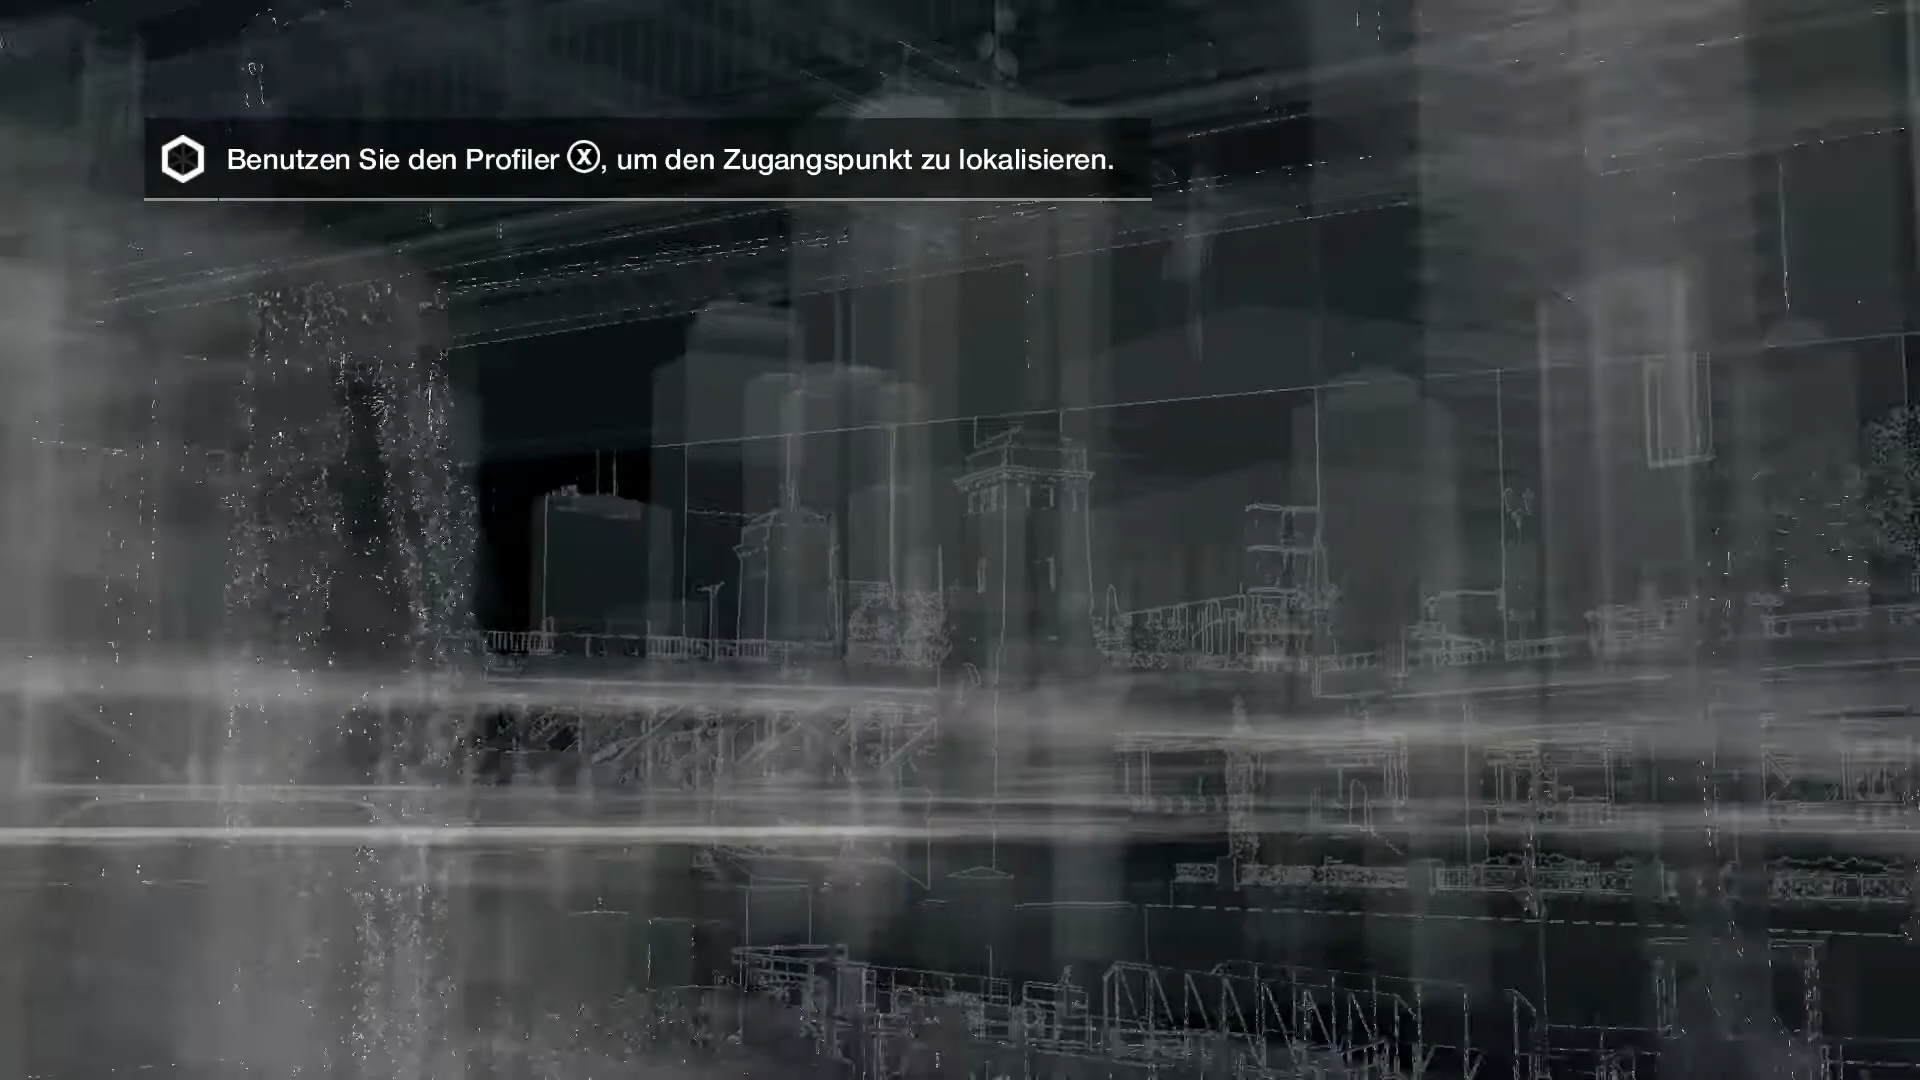 Benutzen Sie den Profiler Ⓧ, um den Zugangspunkt zu lokalisieren.